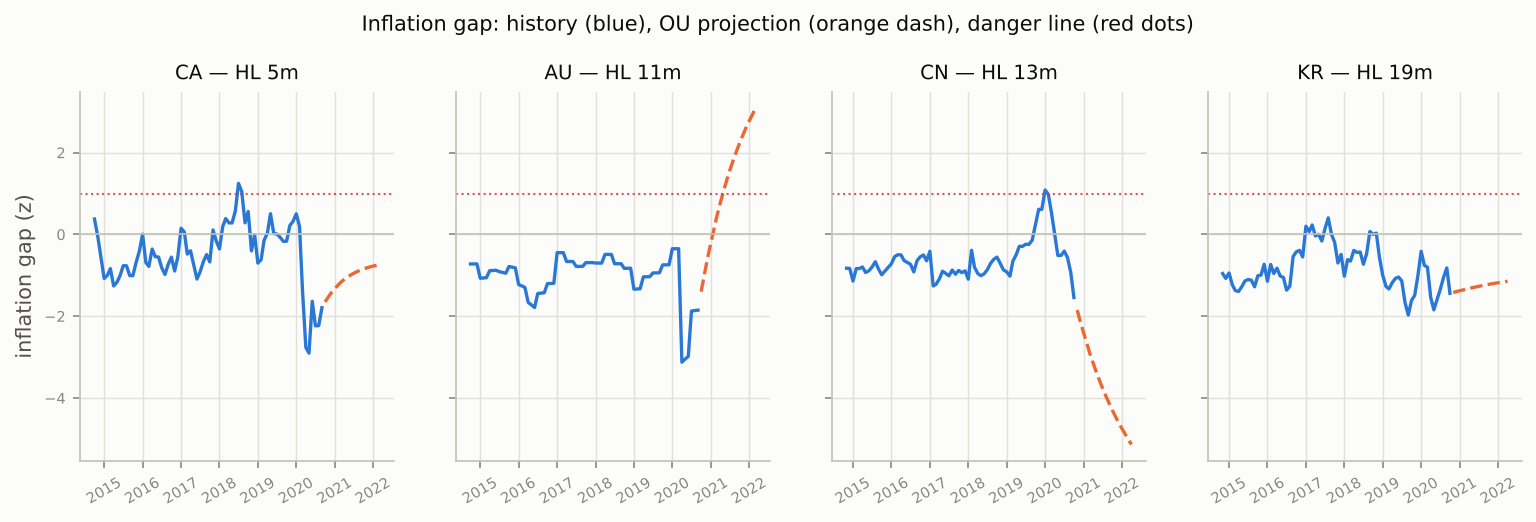 Inflation gap: history (blue), OU projection (orange dash), danger line (red dots)
CA — HL 5m
AU — HL 11m
CN — HL 13m
KR — HL 19m
inflation gap (z)
2
0
−2
−4
2015 2016 2017 2018 2019 2020 2021 2022
2015 2016 2017 2018 2019 2020 2021 2022
2015 2016 2017 2018 2019 2020 2021 2022
2015 2016 2017 2018 2019 2020 2021 2022